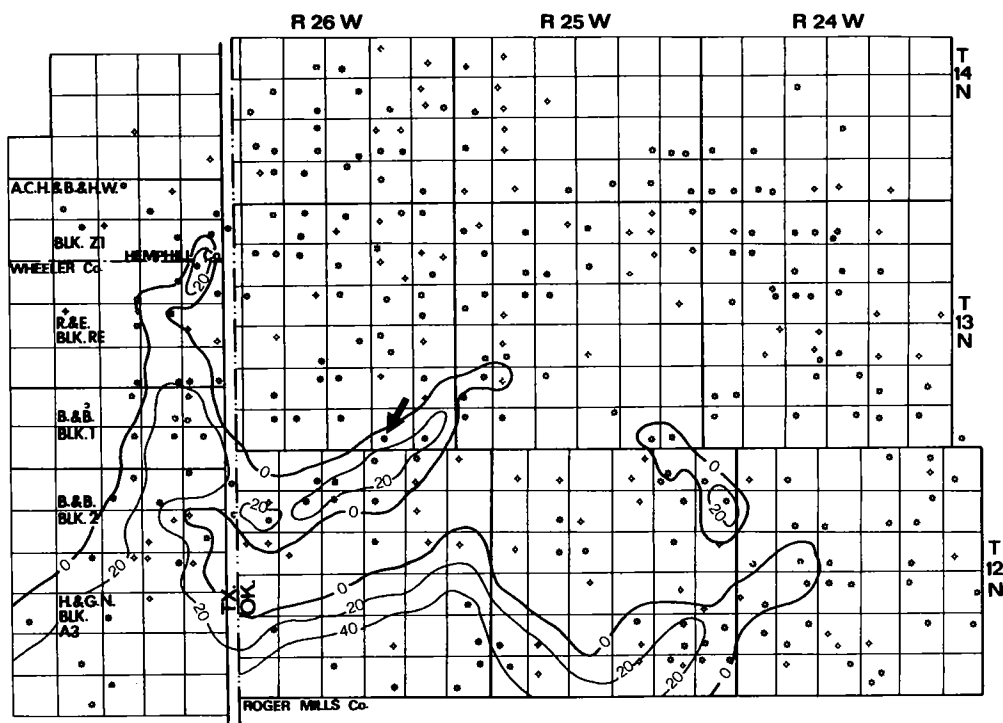 R 26 W
R 25 W
R 24 W
T
14
N
A.C.H.& B.& H.W.
BLK. Z1
HEMPHILL Co.
WHEELER Co.
20
R.& E.
BLK. RE
T
13
N
B.& B.
BLK. 1
0
20
0
B.& B.
BLK. 2
20
0
20
0
20
0
20
T
12
N
H.& G.N.
BLK.
A3
TX.
OK.
20
0
20
40
0
20
20
0
ROGER MILLS Co.